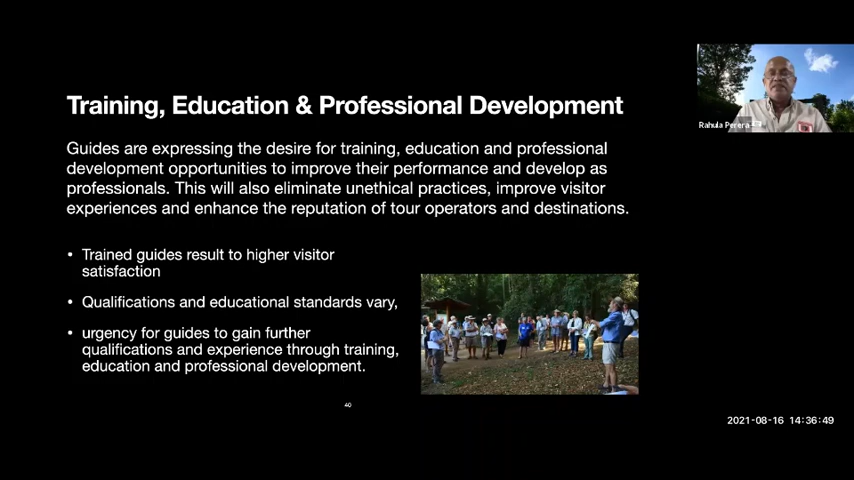 Training, Education & Professional Development
Rahula Perera
Guides are expressing the desire for training, education and professional
development opportunities to improve their performance and develop as
professionals. This will also eliminate unethical practices, improve visitor
experiences and enhance the reputation of tour operators and destinations.
• Trained guides result to higher visitor
satisfaction
• Qualifications and educational standards vary,
• urgency for guides to gain further
qualifications and experience through training,
education and professional development.
40
2021-08-16 14:36:49